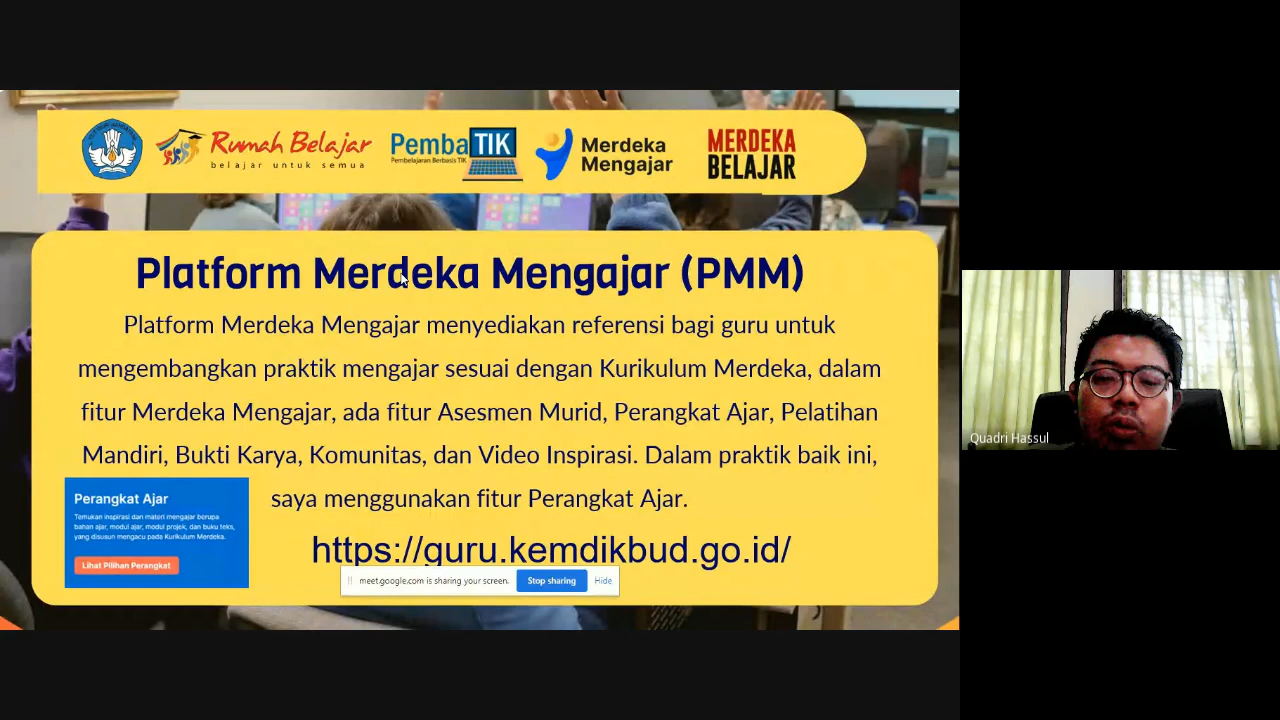 Rumah Belajar
belajar untuk semua
PembaTIK
Pembelajaran Berbasis TIK
Merdeka
Mengajar
MERDEKA
BELAJAR
Platform Merdeka Mengajar (PMM)
Platform Merdeka Mengajar menyediakan referensi bagi guru untuk
mengembangkan praktik mengajar sesuai dengan Kurikulum Merdeka, dalam
fitur Merdeka Mengajar, ada fitur Asesmen Murid, Perangkat Ajar, Pelatihan
Mandiri, Bukti Karya, Komunitas, dan Video Inspirasi. Dalam praktik baik ini,
saya menggunakan fitur Perangkat Ajar.
Perangkat Ajar
Temukan inspirasi dan materi mengajar berupa
bahan ajar, modul ajar, modul projek, dan buku teks,
yang disusun mengacu pada Kurikulum Merdeka.
Lihat Pilihan Perangkat
https://guru.kemdikbud.go.id/
meet.google.com is sharing your screen.
Stop sharing
Hide
Quadri Hassul